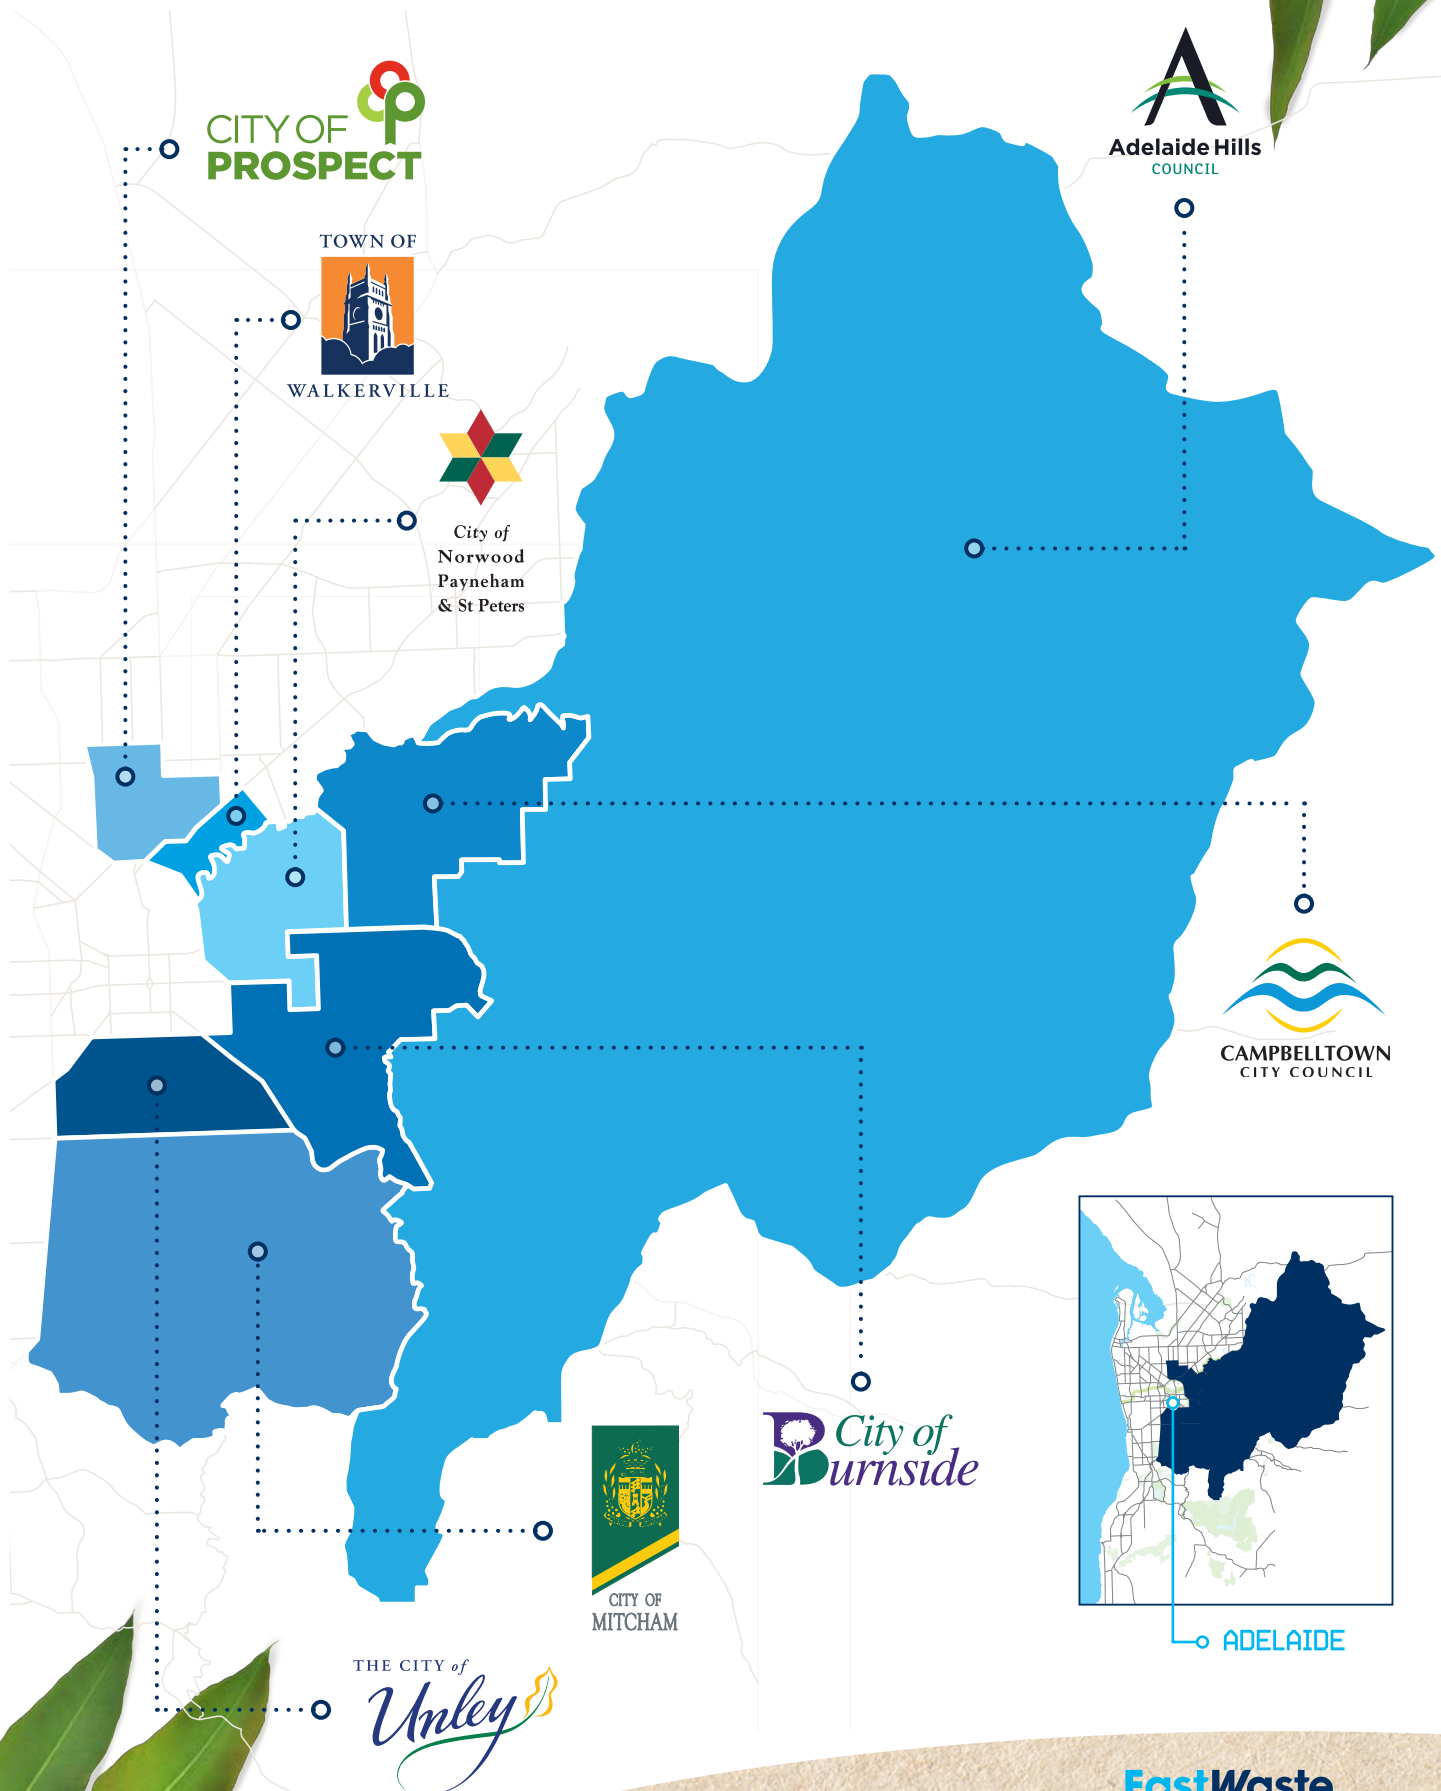 CITY OF
PROSPECT
Adelaide Hills
COUNCIL
TOWN OF
WALKERVILLE
City of
Norwood
Payneham
& St Peters
CAMPBELLTOWN
CITY COUNCIL
City of
Burnside
CITY OF
MITCHAM
ADELAIDE
THE CITY of
Unley
EastWaste